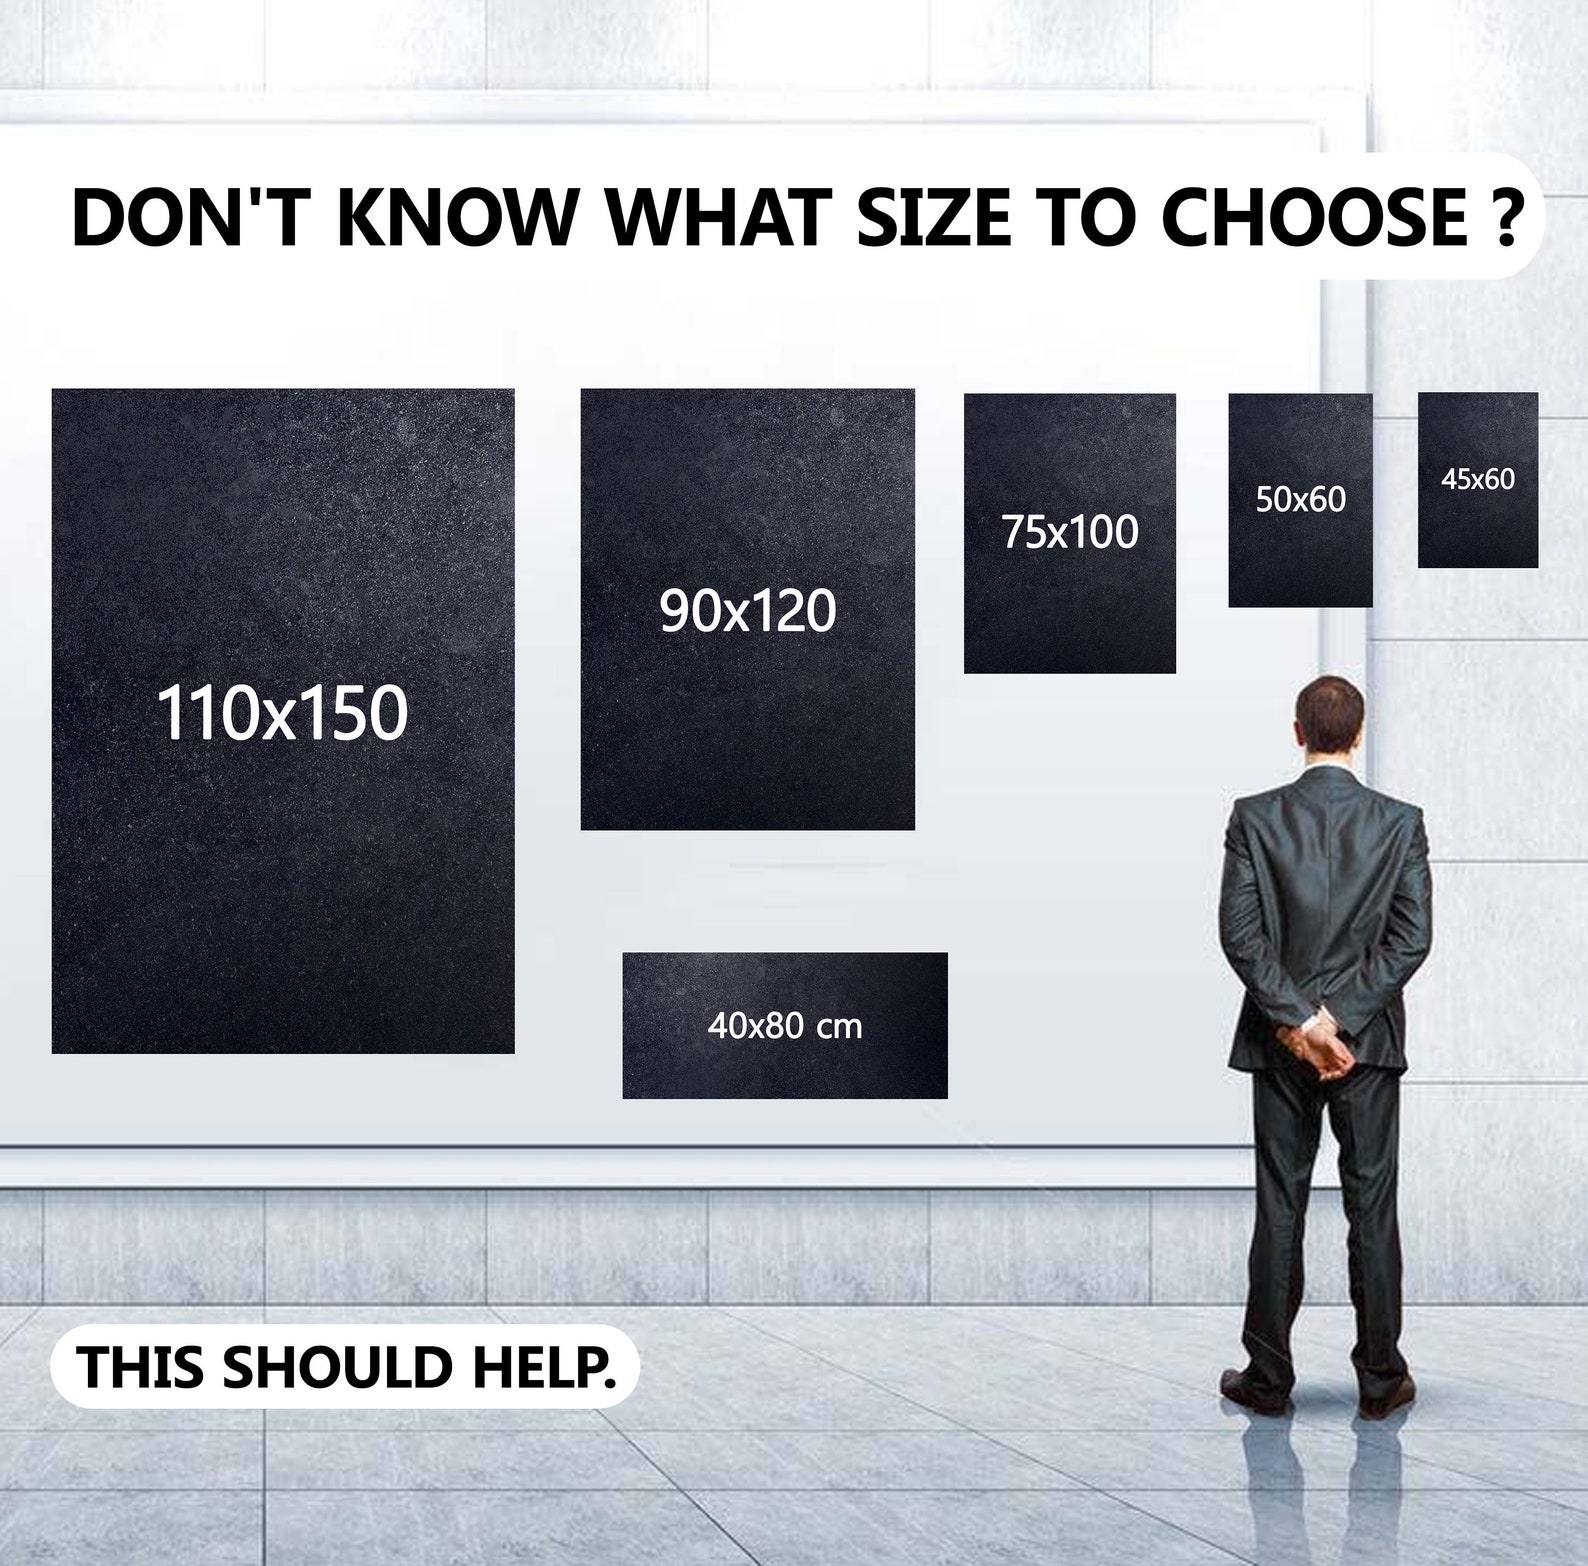 DON'T KNOW WHAT SIZE TO CHOOSE ?
110x150
90x120
75x100
50x60
45x60
40x80 cm
THIS SHOULD HELP.